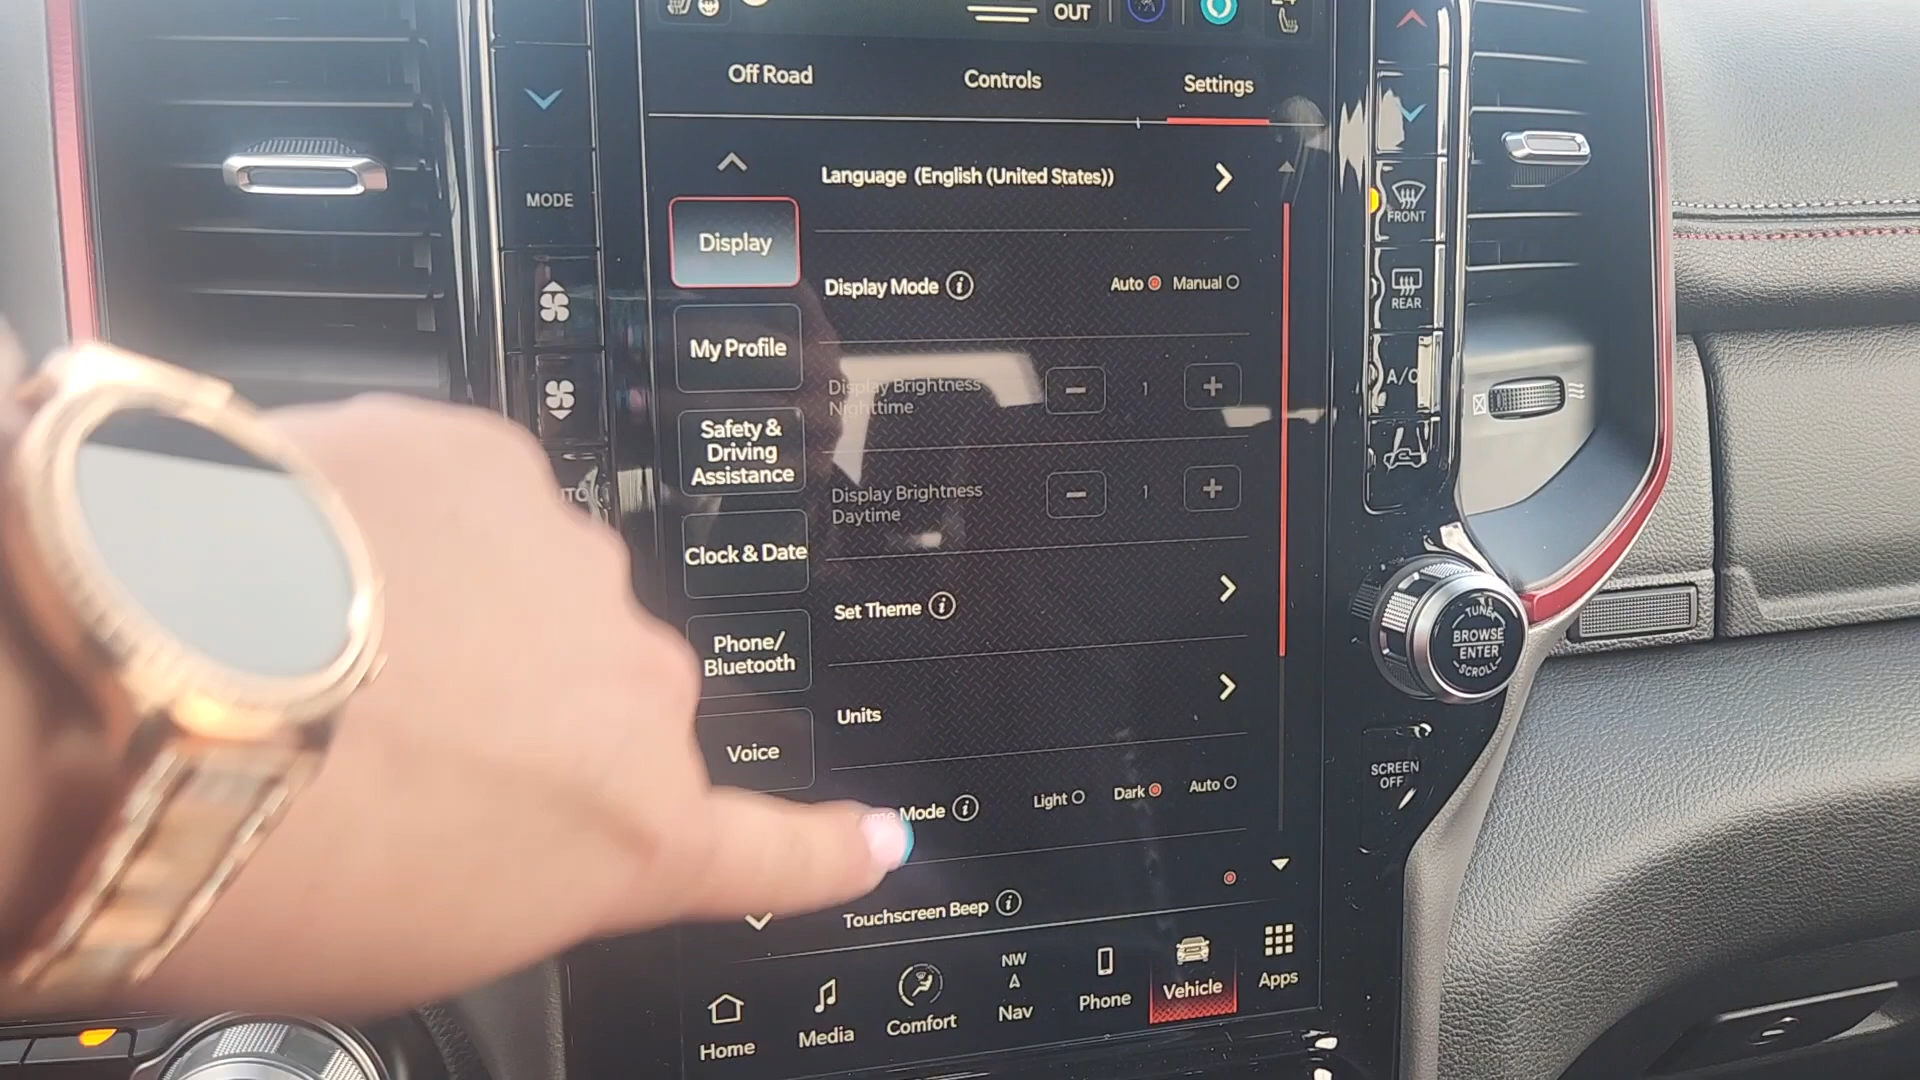 OUT
Off Road
Controls
Settings
Language (English (United States))
Display
Display Mode i
Auto
Manual
My Profile
Display Brightness
Nighttime
1
Safety &
Driving
Assistance
Display Brightness
Daytime
1
Clock & Date
Set Theme i
Phone/
Bluetooth
Units
Voice
Mode i
Light
Dark
Auto
Touchscreen Beep i
Home
Media
Comfort
NW
Nav
Phone
Vehicle
Apps
MODE
FRONT
REAR
A/C
TUNE
BROWSE
ENTER
SCROLL
SCREEN
OFF